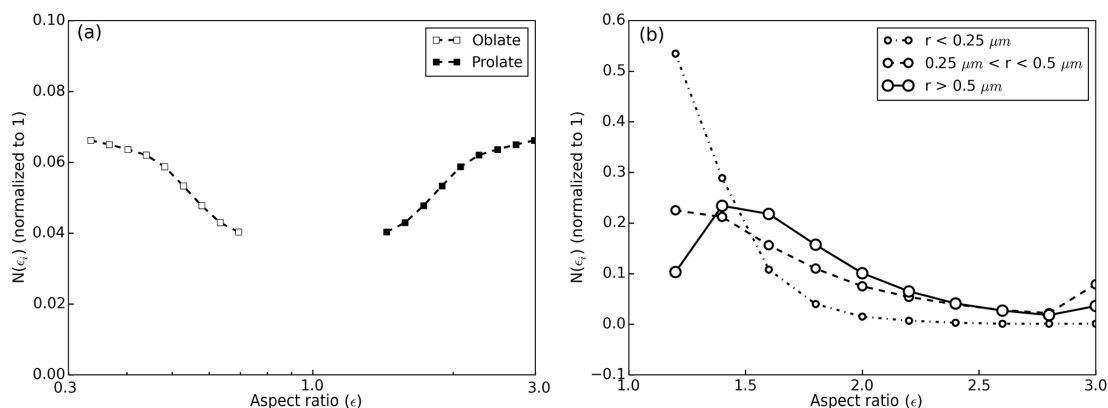 (a)
Oblate
Prolate
0.10
0.08
0.06
0.04
0.02
0.00
0.3
1.0
3.0
N(ϵᵢ) (normalized to 1)
Aspect ratio (ϵ)
(b)
r < 0.25 μm
0.25 μm < r < 0.5 μm
r > 0.5 μm
0.6
0.5
0.4
0.3
0.2
0.1
0.0
−0.1
1.0
1.5
2.0
2.5
3.0
N(ϵᵢ) (normalized to 1)
Aspect ratio (ϵ)